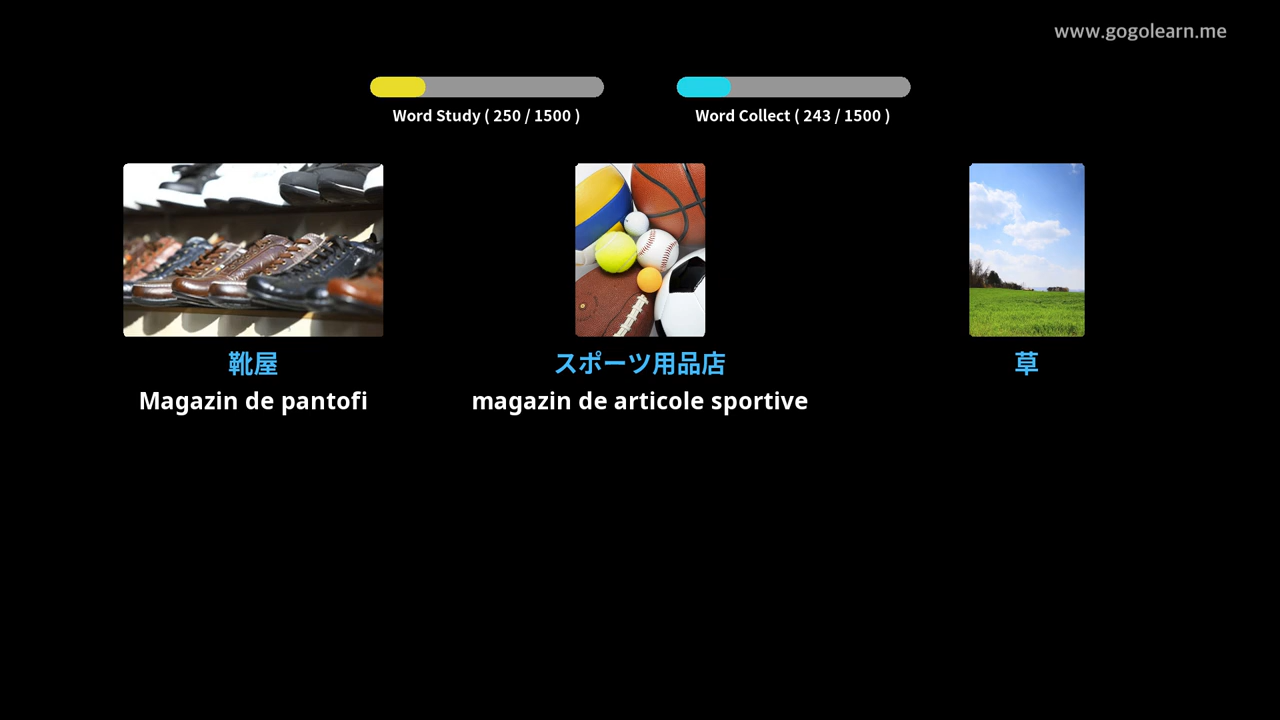 www.gogolearn.me
Word Study ( 250 / 1500 )
Word Collect ( 243 / 1500 )
靴屋
スポーツ用品店
草
Magazin de pantofi
magazin de articole sportive